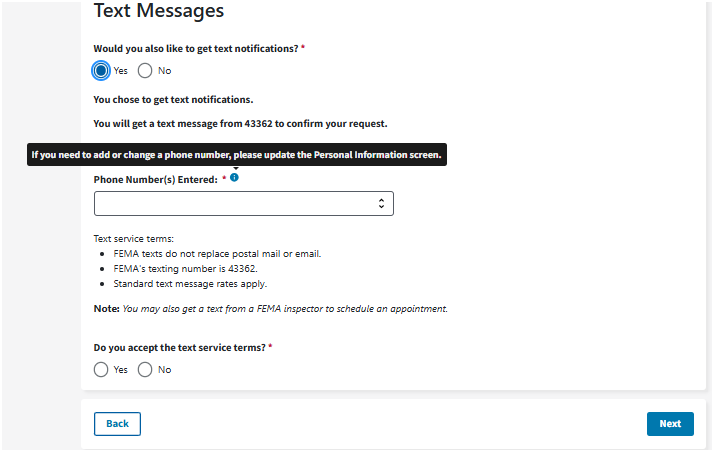 Text Messages
Would you also like to get text notifications? *
Yes No
You chose to get text notifications.
You will get a text message from 43362 to confirm your request.
If you need to add or change a phone number, please update the Personal Information screen.
Phone Number(s) Entered: * i
Text service terms:
• FEMA texts do not replace postal mail or email.
• FEMA's texting number is 43362.
• Standard text message rates apply.
Note: You may also get a text from a FEMA inspector to schedule an appointment.
Do you accept the text service terms? *
Yes No
Back Next